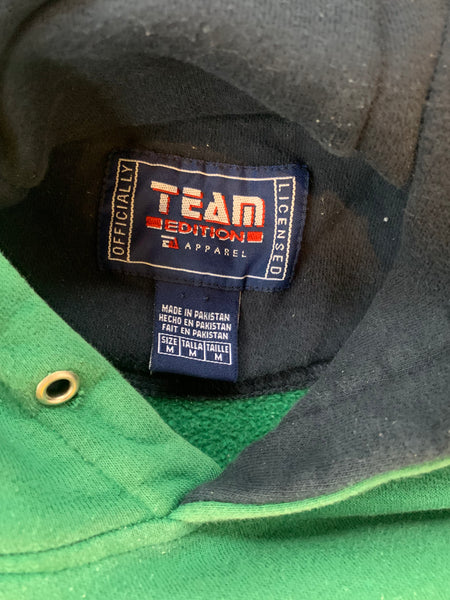 OFFICIALLY
TEAM
EDITION
APPAREL
LICENSED
MADE IN PAKISTAN
HECHO EN PAKISTAN
FAIT EN PAKISTAN
SIZE TALLA TAILLE
M M M